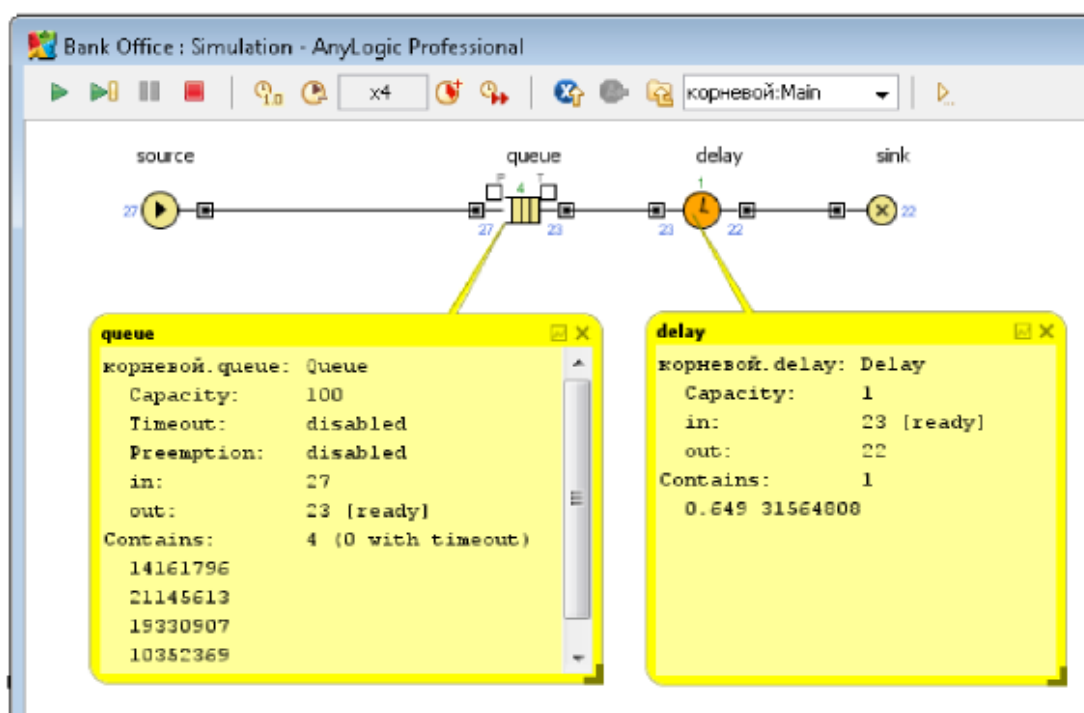 Bank Office : Simulation - AnyLogic Professional
x4 корневой:Main
source queue delay sink
P 4 T 1
27 22
27 23 23 22
queue
корневой.queue: Queue
Capacity: 100
Timeout: disabled
Preemption: disabled
in: 27
out: 23 [ready]
Contains: 4 (0 with timeout)
14161796
21145613
19330907
10352369
delay
корневой.delay: Delay
Capacity: 1
in: 23 [ready]
out: 22
Contains: 1
0.649 31564808